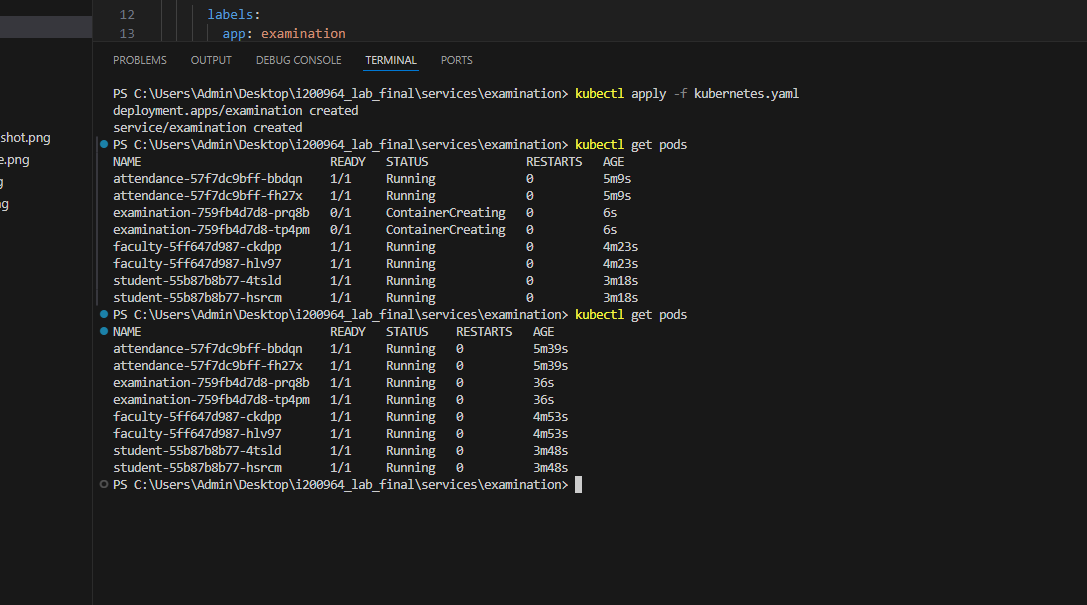 12 labels:
13 app: examination
PROBLEMS OUTPUT DEBUG CONSOLE TERMINAL PORTS
shot.png
e.png
g
ng
PS C:\Users\Admin\Desktop\i200964_lab_final\services\examination> kubectl apply -f kubernetes.yaml
deployment.apps/examination created
service/examination created
PS C:\Users\Admin\Desktop\i200964_lab_final\services\examination> kubectl get pods
NAME READY STATUS RESTARTS AGE
attendance-57f7dc9bff-bbdqn 1/1 Running 0 5m9s
attendance-57f7dc9bff-fh27x 1/1 Running 0 5m9s
examination-759fb4d7d8-prq8b 0/1 ContainerCreating 0 6s
examination-759fb4d7d8-tp4pm 0/1 ContainerCreating 0 6s
faculty-5ff647d987-ckdpp 1/1 Running 0 4m23s
faculty-5ff647d987-hlv97 1/1 Running 0 4m23s
student-55b87b8b77-4tsld 1/1 Running 0 3m18s
student-55b87b8b77-hsrcm 1/1 Running 0 3m18s
PS C:\Users\Admin\Desktop\i200964_lab_final\services\examination> kubectl get pods
NAME READY STATUS RESTARTS AGE
attendance-57f7dc9bff-bbdqn 1/1 Running 0 5m39s
attendance-57f7dc9bff-fh27x 1/1 Running 0 5m39s
examination-759fb4d7d8-prq8b 1/1 Running 0 36s
examination-759fb4d7d8-tp4pm 1/1 Running 0 36s
faculty-5ff647d987-ckdpp 1/1 Running 0 4m53s
faculty-5ff647d987-hlv97 1/1 Running 0 4m53s
student-55b87b8b77-4tsld 1/1 Running 0 3m48s
student-55b87b8b77-hsrcm 1/1 Running 0 3m48s
PS C:\Users\Admin\Desktop\i200964_lab_final\services\examination>